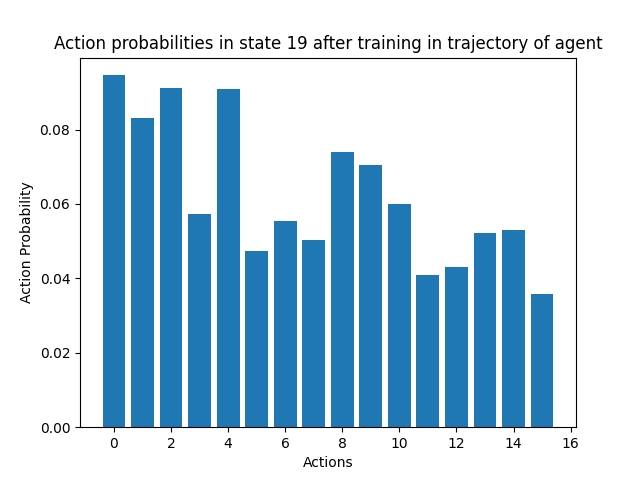 Action probabilities in state 19 after training in trajectory of agent
Action Probability
0.08
0.06
0.04
0.02
0.00
0 2 4 6 8 10 12 14 16
Actions